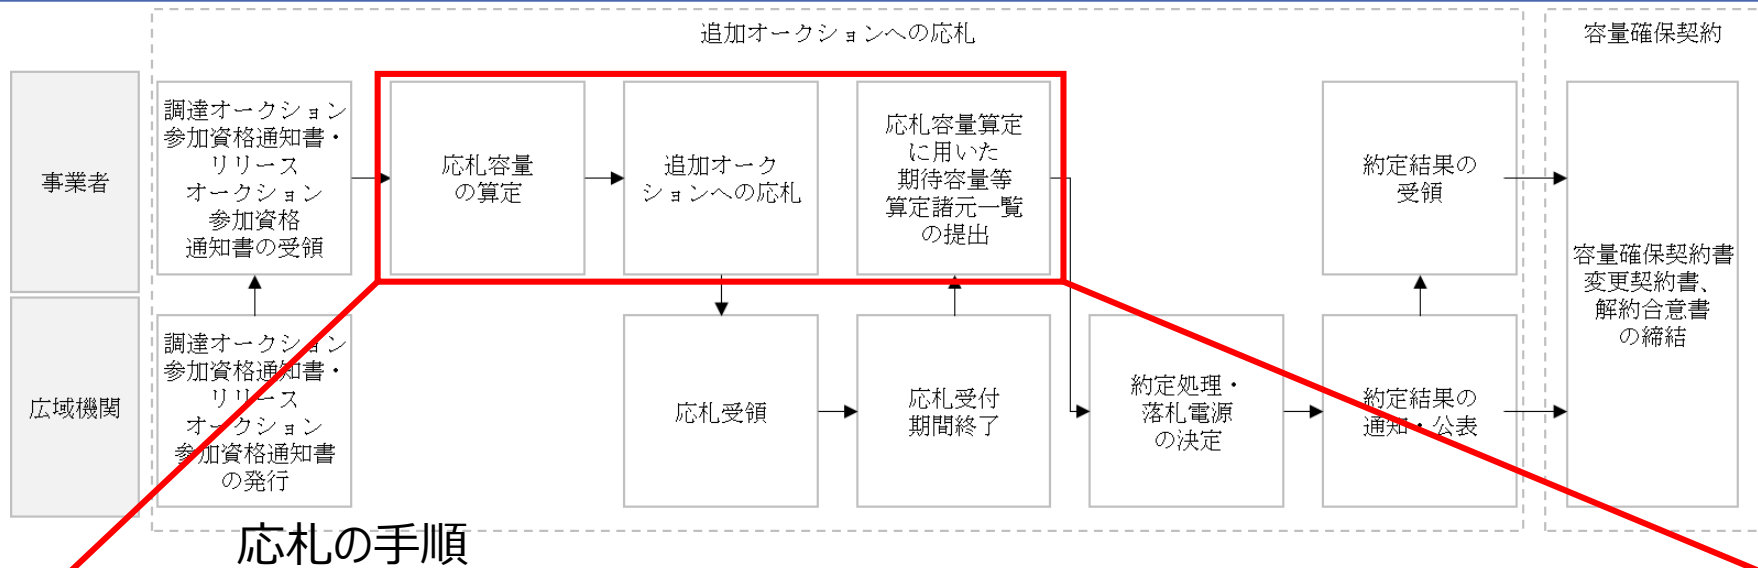 追加オークションへの応札
容量確保契約
事業者
調達オークション
参加資格通知書・
リリース
オークション
参加資格
通知書の受領
応札容量
の算定
追加オーク
ションへの応札
応札容量算定
に用いた
期待容量等
算定諸元一覧
の提出
約定結果の
受領
容量確保契約書
変更契約書、
解約合意書
の締結
広域機関
調達オークション
参加資格通知書・
リリース
オークション
参加資格通知書
の発行
応札受領
応札受付
期間終了
約定処理・
落札電源
の決定
約定結果の
通知・公表
応札の手順